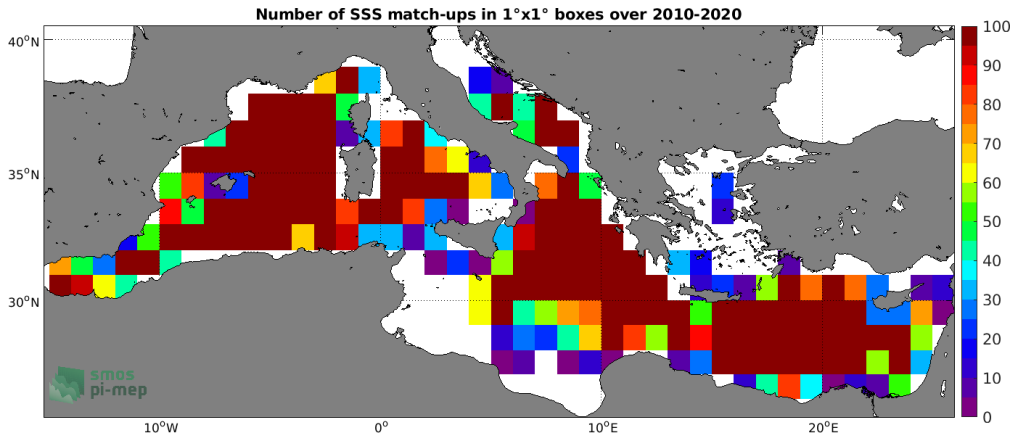 Number of SSS match-ups in 1°x1° boxes over 2010-2020
40°N
35°N
30°N
10°W
0°
10°E
20°E
100
90
80
70
60
50
40
30
20
10
0
smos
pi-mep